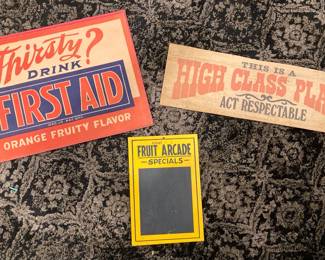 Thirsty?
DRINK
FIRST AID
ORANGE FRUITY FLAVOR
THIS IS A
HIGH CLASS PLA
ACT RESPECTABLE
FRUIT ARCADE
SPECIALS